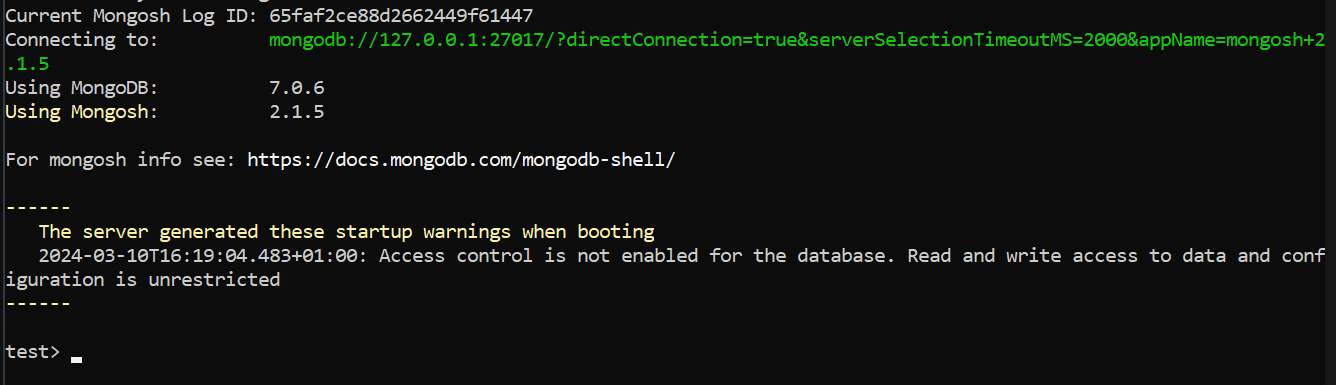 Current Mongosh Log ID: 65faf2ce88d2662449f61447
Connecting to:          mongodb://127.0.0.1:27017/?directConnection=true&serverSelectionTimeoutMS=2000&appName=mongosh+2
.1.5
Using MongoDB:          7.0.6
Using Mongosh:          2.1.5
For mongosh info see: https://docs.mongodb.com/mongodb-shell/
------
   The server generated these startup warnings when booting
   2024-03-10T16:19:04.483+01:00: Access control is not enabled for the database. Read and write access to data and conf
iguration is unrestricted
------
test>